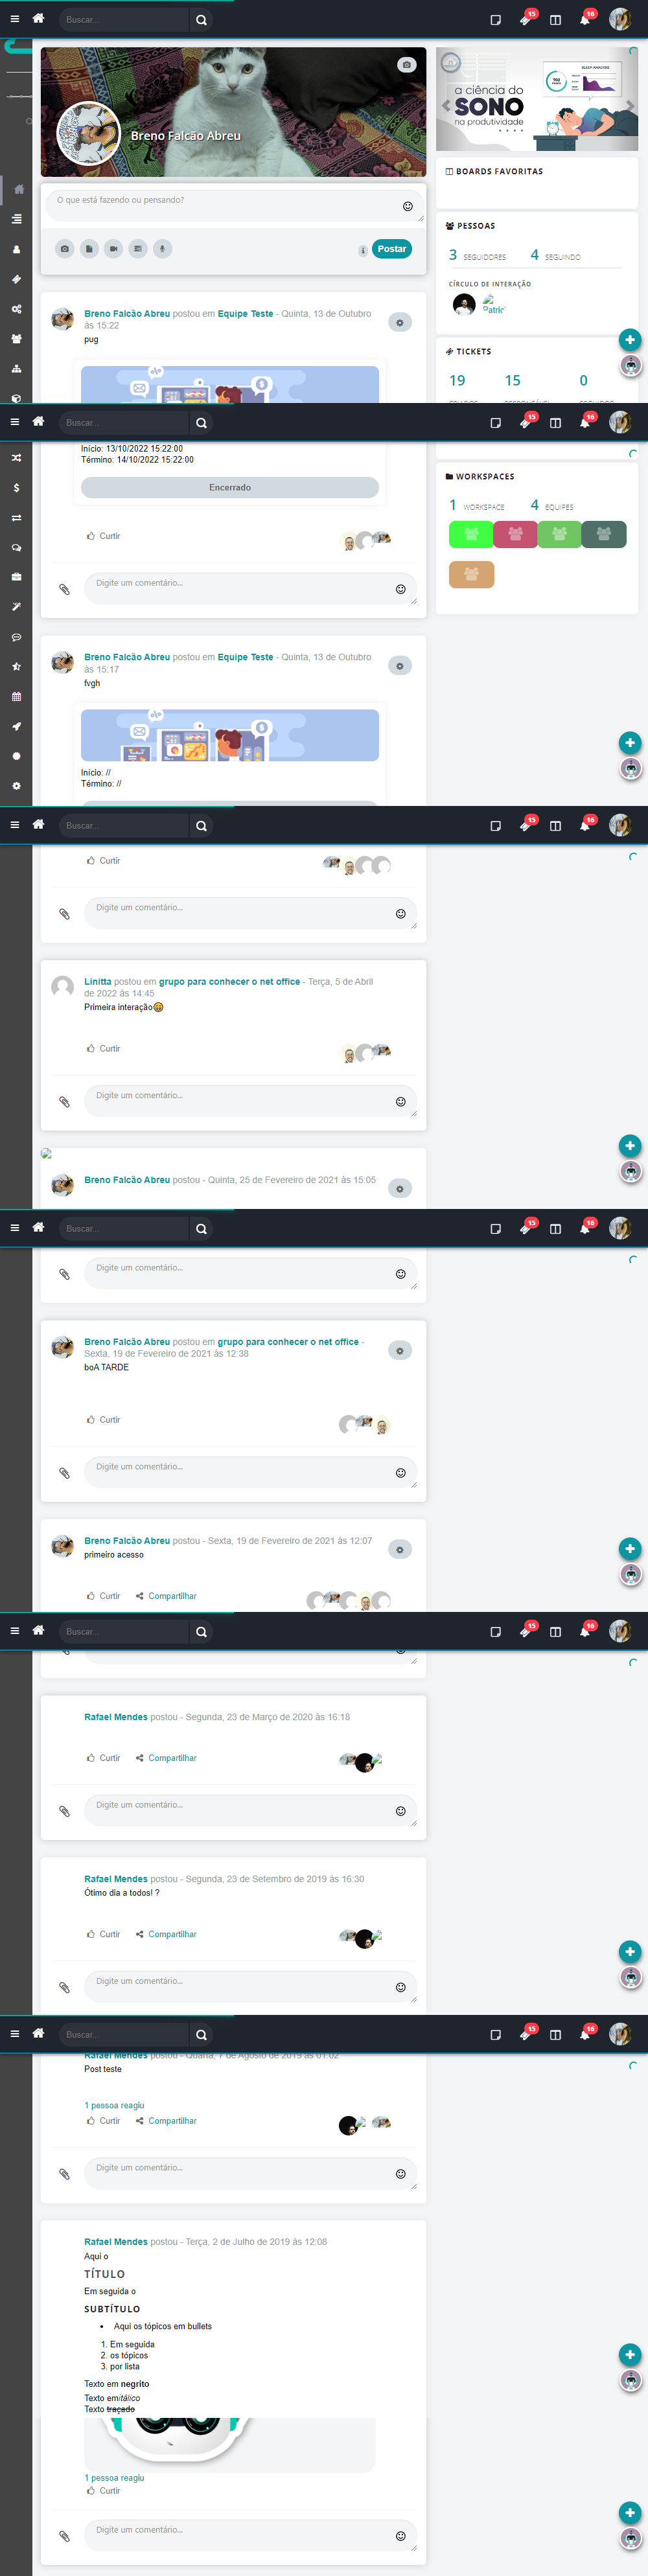 Buscar...
15
16
Breno Falcão Abreu
a ciência do
SONO
na produtividade
SLEEP ANALYSIS
BOARDS FAVORITAS
O que está fazendo ou pensando?
Postar
PESSOAS
3 SEGUIDORES 4 SEGUINDO
CÍRCULO DE INTERAÇÃO
Breno Falcão Abreu postou em Equipe Teste - Quinta, 13 de Outubro
às 15:22
pug
TICKETS
19 15 0
Buscar...
15
16
Início: 13/10/2022 15:22:00
Término: 14/10/2022 15:22:00
Encerrado
Curtir
Digite um comentário...
WORKSPACES
1 WORKSPACE 4 EQUIPES
Breno Falcão Abreu postou em Equipe Teste - Quinta, 13 de Outubro
às 15:17
fvgh
Início: //
Término: //
Buscar...
15
16
Curtir
Digite um comentário...
Linitta postou em grupo para conhecer o net office - Terça, 5 de Abril
de 2022 às 14:45
Primeira interação
Curtir
Digite um comentário...
Breno Falcão Abreu postou - Quinta, 25 de Fevereiro de 2021 às 15:05
Buscar...
15
16
Digite um comentário...
Breno Falcão Abreu postou em grupo para conhecer o net office -
Sexta, 19 de Fevereiro de 2021 às 12:38
boA TARDE
Curtir
Digite um comentário...
Breno Falcão Abreu postou - Sexta, 19 de Fevereiro de 2021 às 12:07
primeiro acesso
Curtir Compartilhar
Buscar...
15
16
Rafael Mendes postou - Segunda, 23 de Março de 2020 às 16:18
Curtir Compartilhar
Digite um comentário...
Rafael Mendes postou - Segunda, 23 de Setembro de 2019 às 16:30
Ótimo dia a todos! ?
Curtir Compartilhar
Digite um comentário...
Buscar...
15
16
Rafael Mendes postou - Quarta, 7 de Agosto de 2019 às 01:02
Post teste
1 pessoa reagiu
Curtir Compartilhar
Digite um comentário...
Rafael Mendes postou - Terça, 2 de Julho de 2019 às 12:08
Aqui o
TÍTULO
Em seguida o
SUBTÍTULO
• Aqui os tópicos em bullets
1. Em seguida
2. os tópicos
3. por lista
Texto em negrito
Texto emitálico
Texto traçado
1 pessoa reagiu
Curtir
Digite um comentário...